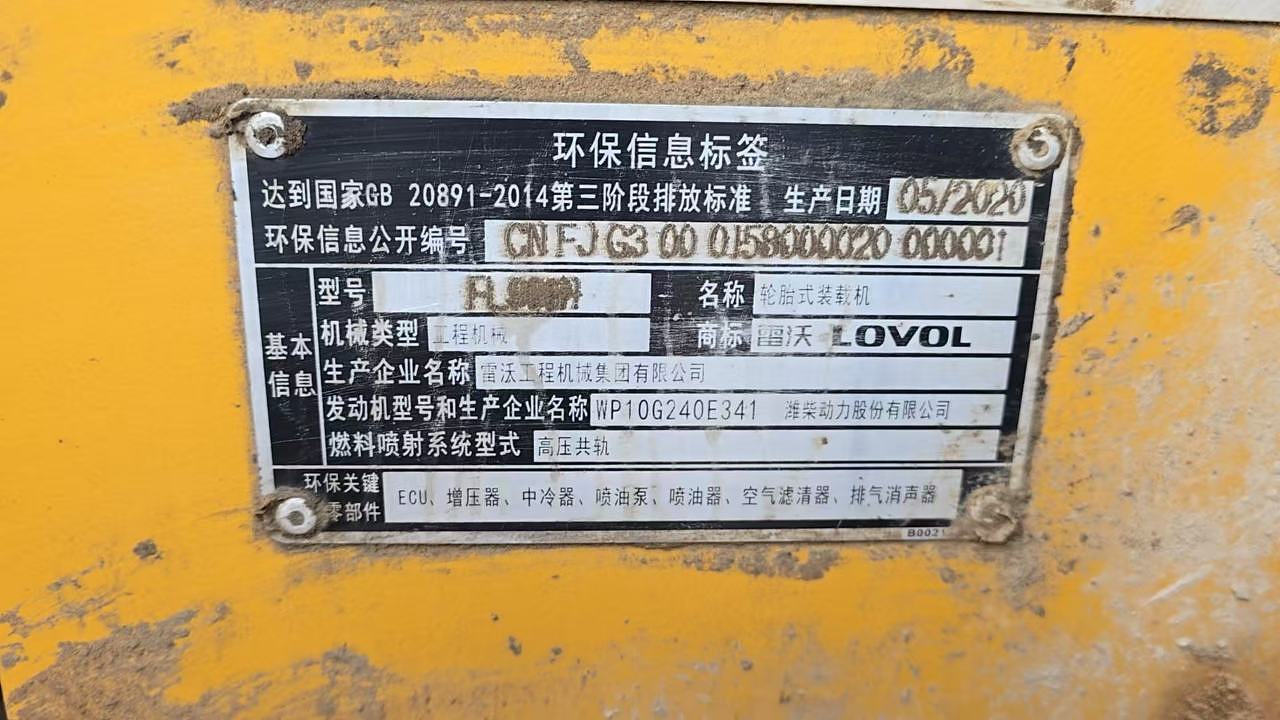 环保信息标签
达到国家GB 20891-2014第三阶段排放标准 生产日期 05/2020
环保信息公开编号 CN FJ G3 00 0158000020 000001
型号 名称 轮胎式装载机
机械类型 工程机械 商标 雷沃 LOVOL
基本信息
生产企业名称 雷沃工程机械集团有限公司
发动机型号和生产企业名称 WP10G240E341 潍柴动力股份有限公司
燃料喷射系统型式 高压共轨
环保关键零部件 ECU、增压器、中冷器、喷油泵、喷油器、空气滤清器、排气消声器